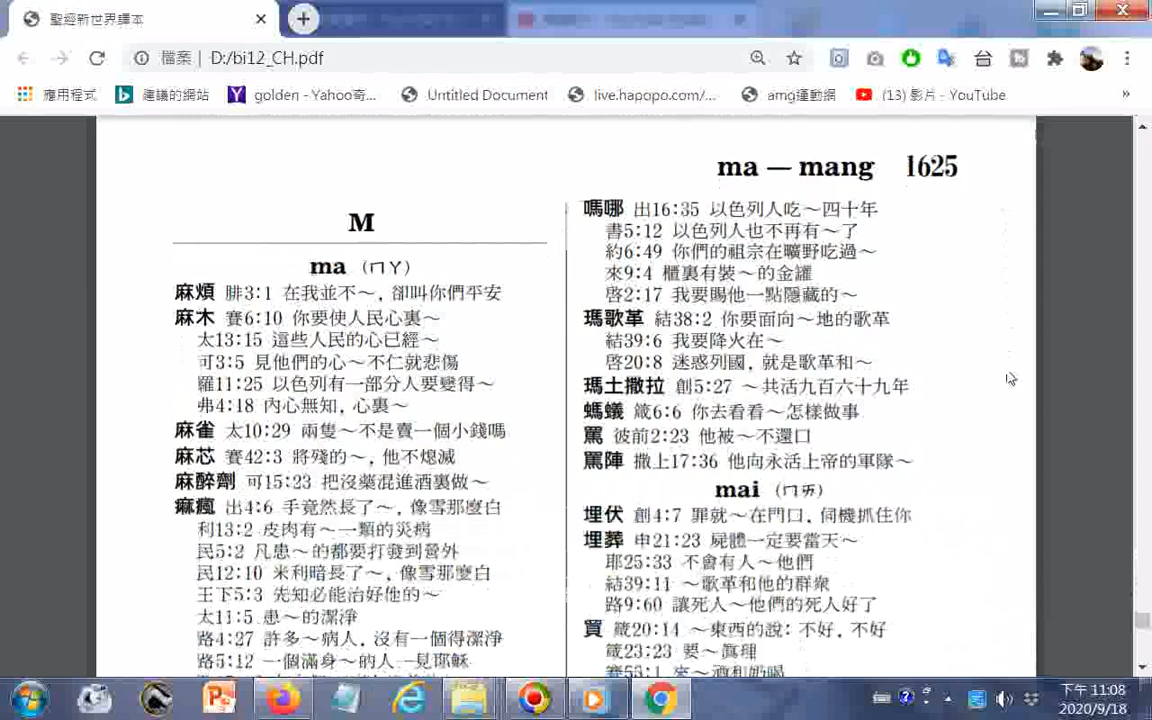 聖經新世界譯本
檔案 | D:/bi12_CH.pdf
應用程式 建議的網站 golden - Yahoo奇... Untitled Document live.hapopo.com/... amg運動網 (13) 影片 - YouTube »
ma — mang 1625
M
ma (ㄇㄚ)
麻煩 腓3:1 在我並不～, 卻叫你們平安
麻木 賽6:10 你要使人民心裏～
太13:15 這些人民的心已經～
可3:5 見他們的心～不仁就悲傷
羅11:25 以色列有一部分人要變得～
弗4:18 內心無知, 心裏～
麻雀 太10:29 兩隻～不是賣一個小錢嗎
麻芯 賽42:3 將殘的～, 他不熄滅
麻醉劑 可15:23 把沒藥混進酒裏做～
痲瘋 出4:6 手竟然長了～, 像雪那麼白
利13:2 皮肉有～一類的災病
民5:2 凡患～的都要打發到營外
民12:10 米利暗長了～, 像雪那麼白
王下5:3 先知必能治好他的～
太11:5 患～的潔淨
路4:27 許多～病人, 沒有一個得潔淨
路5:12 一個滿身～的人一見耶穌
嗎哪 出16:35 以色列人吃～四十年
書5:12 以色列人也不再有～了
約6:49 你們的祖宗在曠野吃過～
來9:4 櫃裏有裝～的金罐
啓2:17 我要賜他一點隱藏的～
瑪歌革 結38:2 你要面向～地的歌革
結39:6 我要降火在～
啓20:8 迷惑列國, 就是歌革和～
瑪土撒拉 創5:27 ～共活九百六十九年
螞蟻 箴6:6 你去看看～怎樣做事
罵 彼前2:23 他被～不還口
罵陣 撒上17:36 他向永活上帝的軍隊～
mai (ㄇㄞ)
埋伏 創4:7 罪就～在門口, 伺機抓住你
埋葬 申21:23 屍體一定要當天～
耶25:33 不會有人～他們
結39:11 ～歌革和他的群衆
路9:60 讓死人～他們的死人好了
買 箴20:14 ～東西的說: 不好, 不好
箴23:23 要～真理
賽55:1 來～酒和奶喝
下午 11:08
2020/9/18